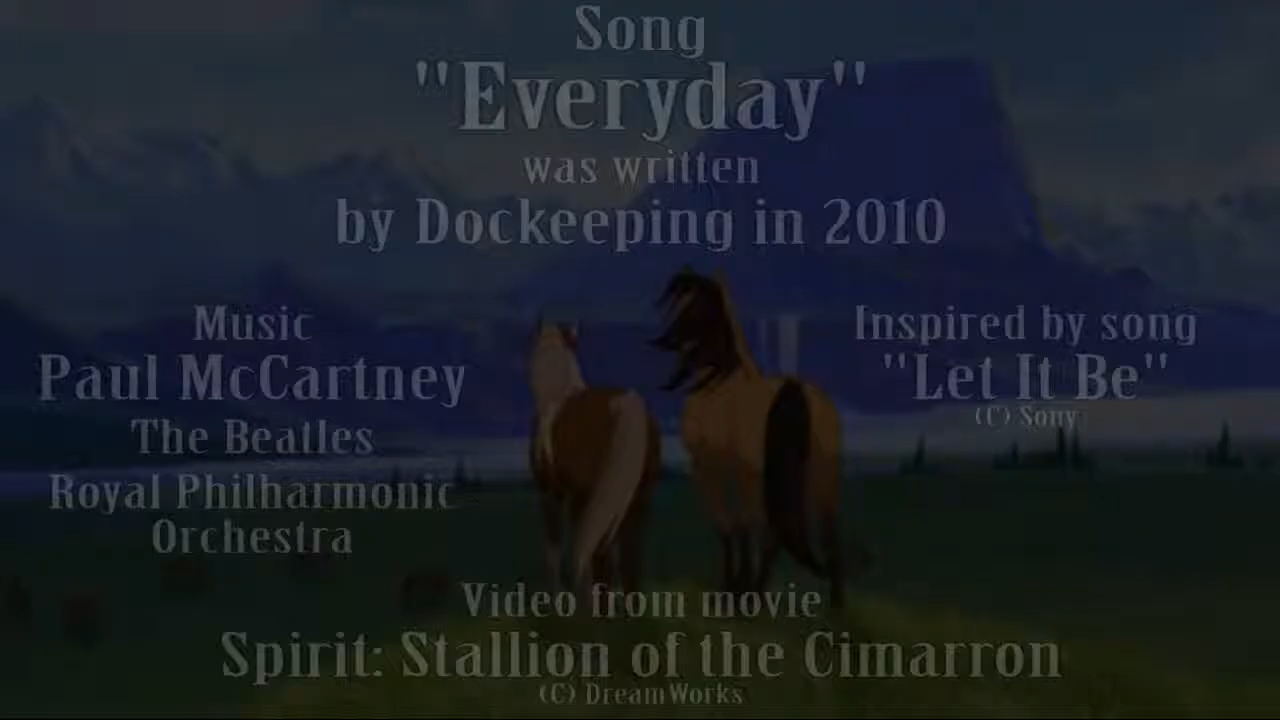 Song
"Everyday"
was written
by Dockeeping in 2010
Music
Paul McCartney
The Beatles
Royal Philharmonic
Orchestra
Inspired by song
"Let It Be"
(C) Sony
Video from movie
Spirit: Stallion of the Cimarron
(C) DreamWorks